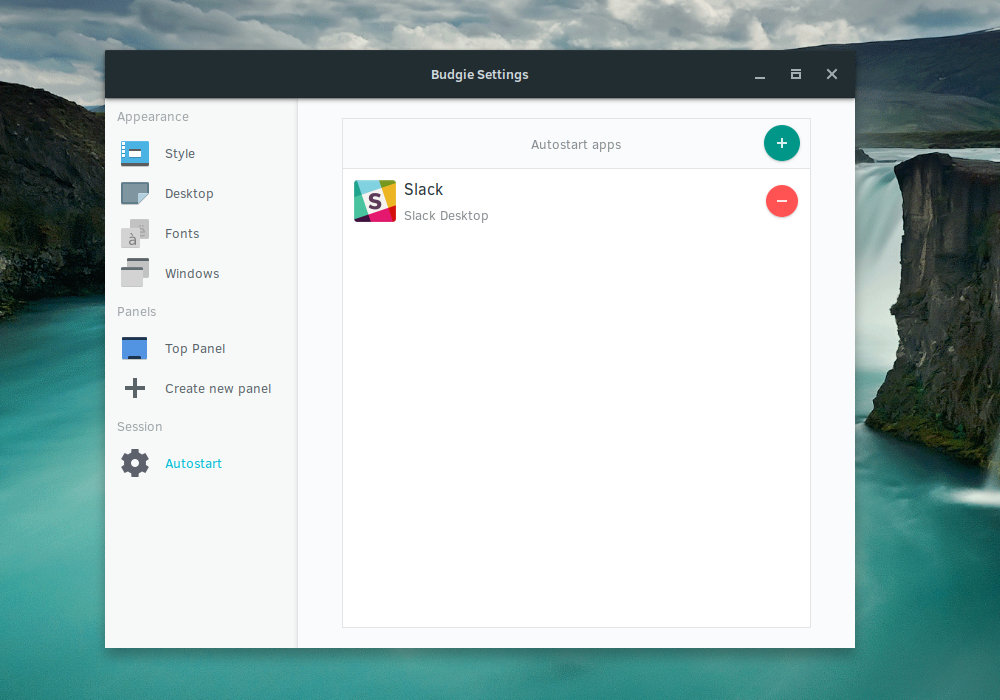 Budgie Settings
Appearance
Style
Desktop
Fonts
Windows
Panels
Top Panel
Create new panel
Session
Autostart
Autostart apps
Slack
Slack Desktop